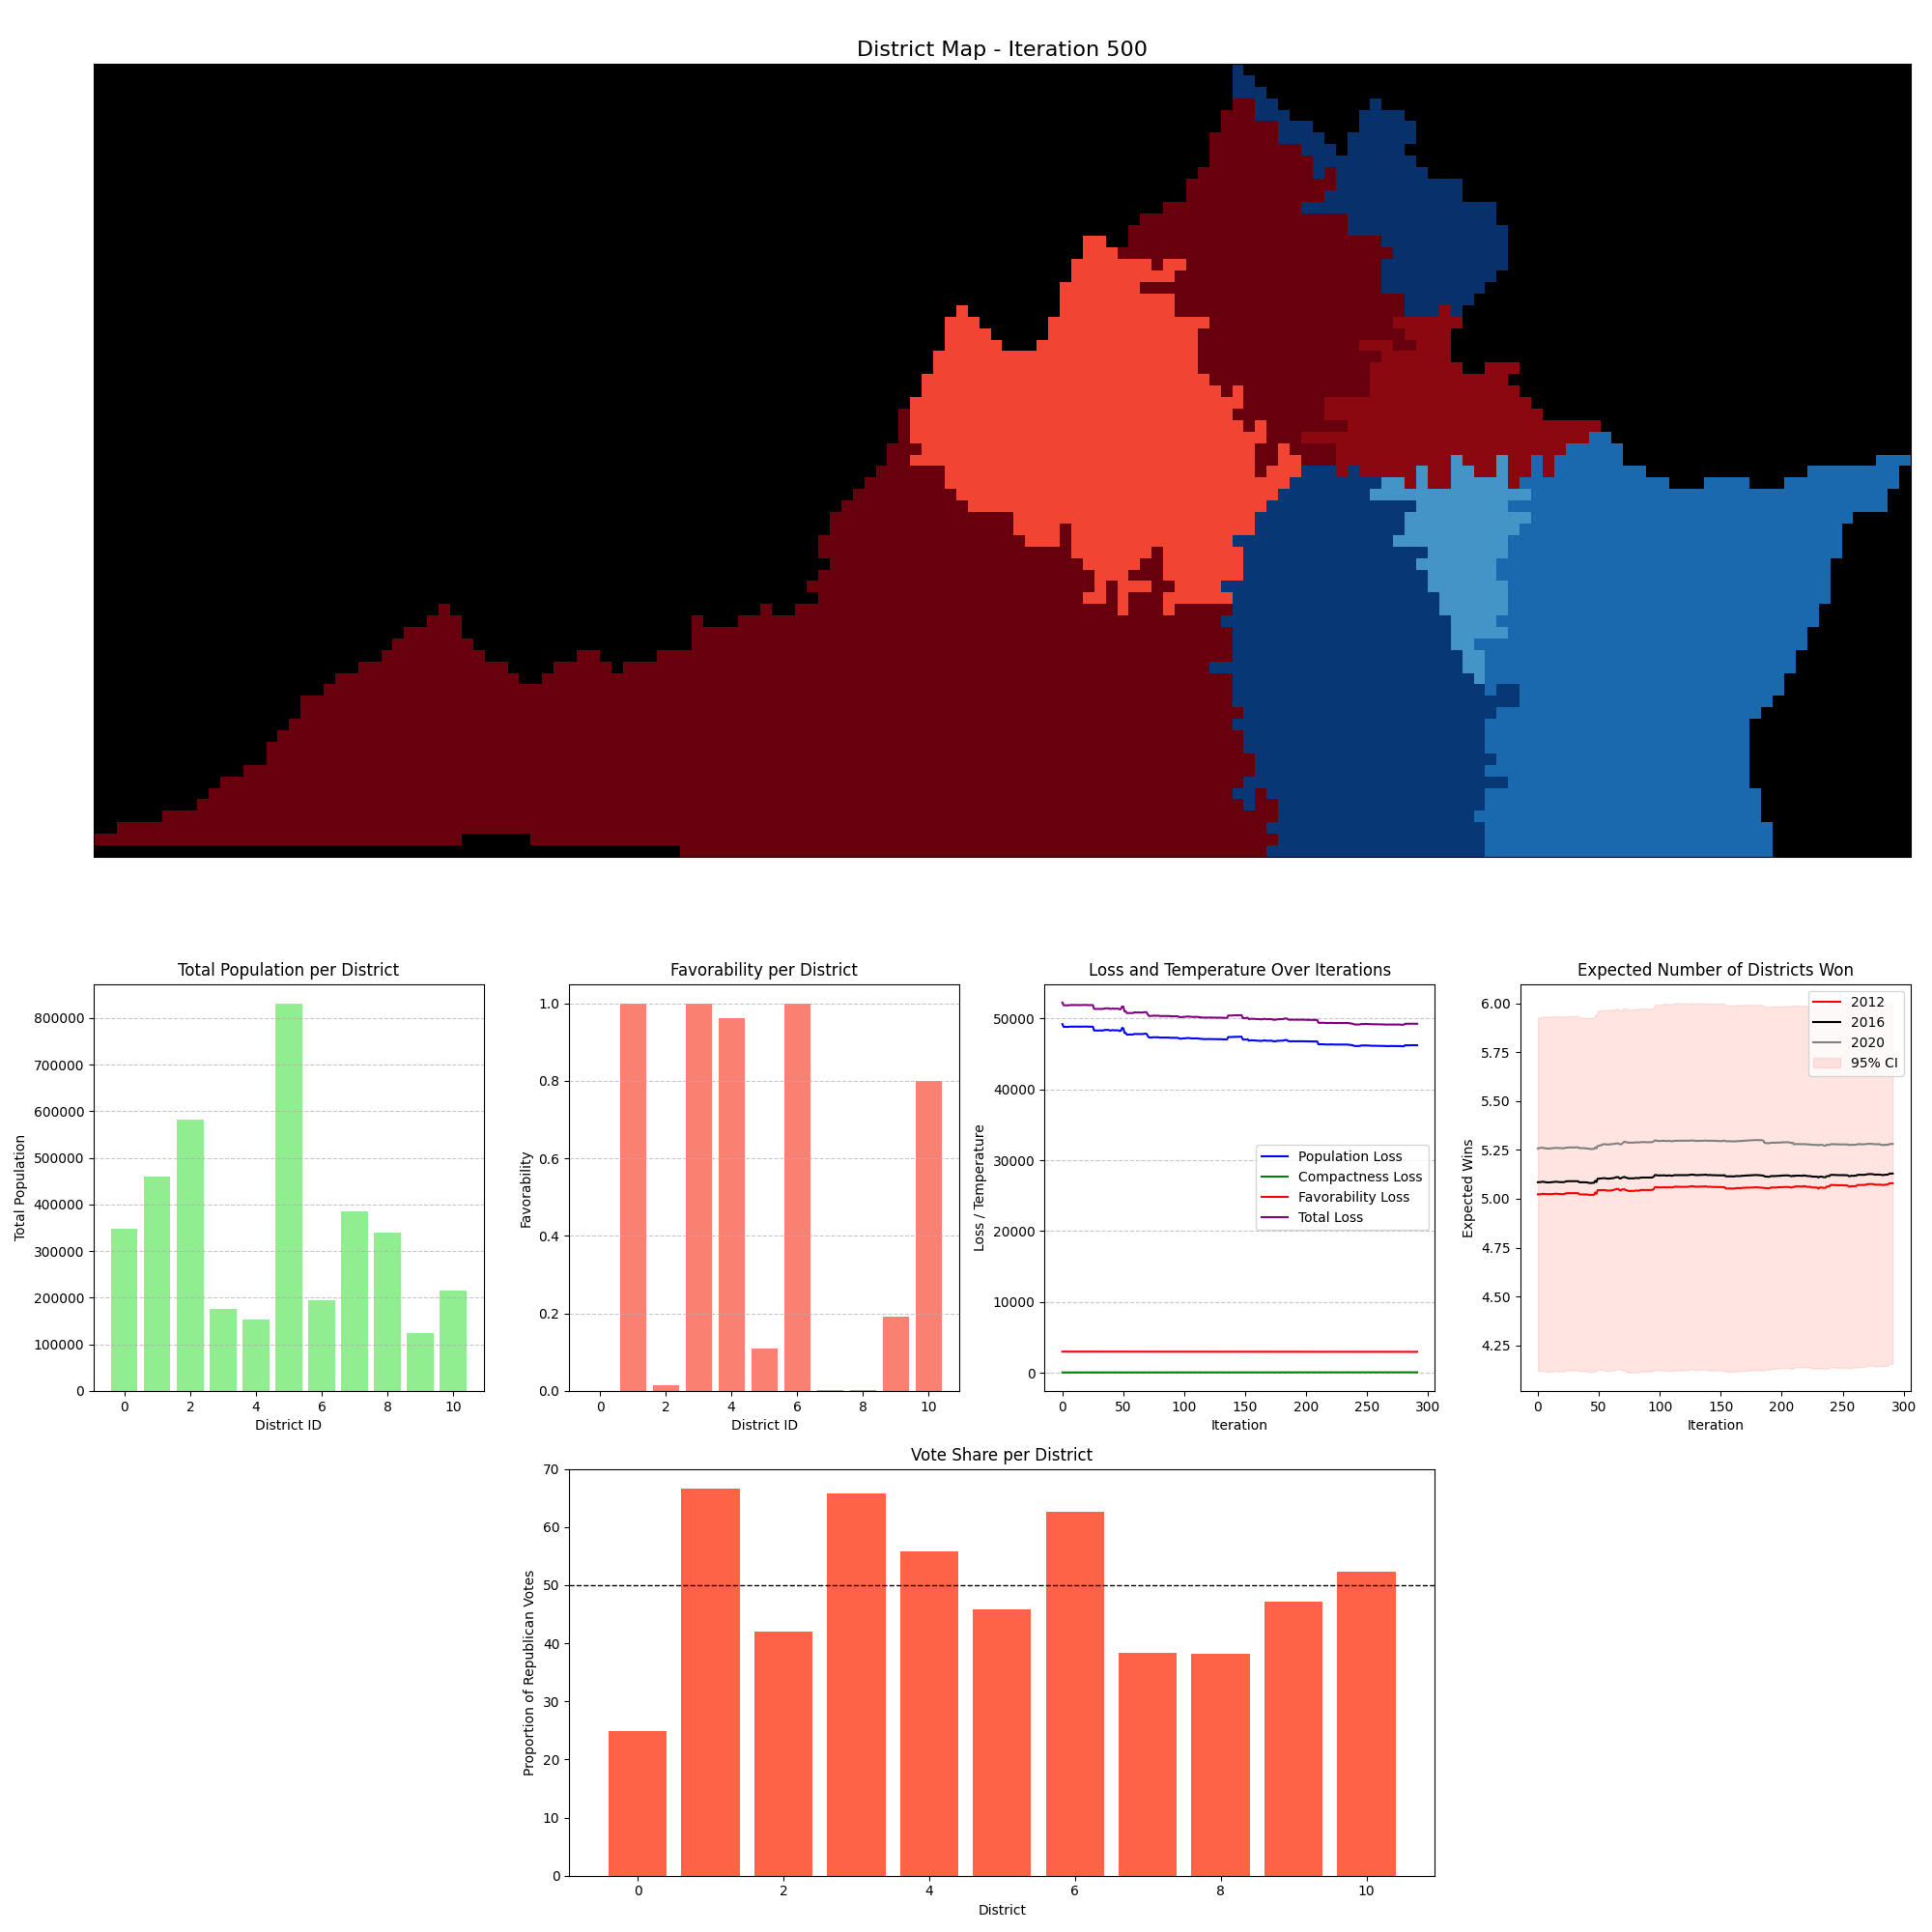 District Map - Iteration 500
Total Population per District
Total Population
800000
700000
600000
500000
400000
300000
200000
100000
0
0 2 4 6 8 10
District ID
Favorability per District
Favorability
1.0
0.8
0.6
0.4
0.2
0.0
0 2 4 6 8 10
District ID
Loss and Temperature Over Iterations
Loss / Temperature
50000
40000
30000
20000
10000
0
Population Loss
Compactness Loss
Favorability Loss
Total Loss
0 50 100 150 200 250 300
Iteration
Expected Number of Districts Won
Expected Wins
6.00
5.75
5.50
5.25
5.00
4.75
4.50
4.25
2012
2016
2020
95% CI
0 50 100 150 200 250 300
Iteration
Vote Share per District
Proportion of Republican Votes
70
60
50
40
30
20
10
0
0 2 4 6 8 10
District